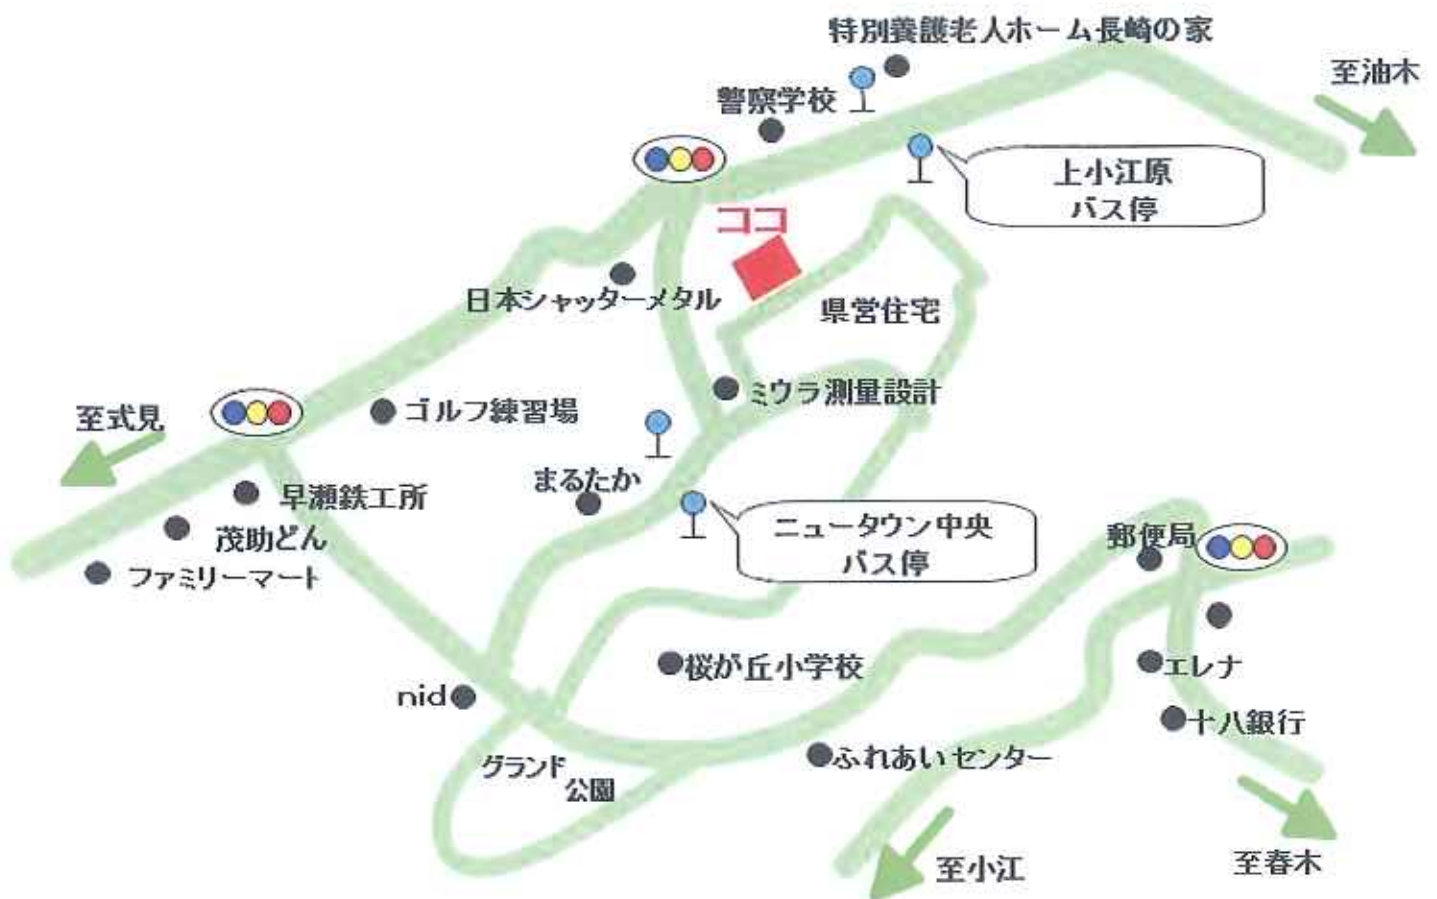 特別養護老人ホーム長崎の家
至油木
警察学校
上小江原
バス停
ココ
日本シャッターメタル
県営住宅
ミウラ測量設計
至式見
ゴルフ練習場
まるたか
早瀬鉄工所
茂助どん
ファミリーマート
ニュータウン中央
バス停
郵便局
桜が丘小学校
エレナ
nid
十八銀行
グランド
公園
ふれあいセンター
至小江
至春木